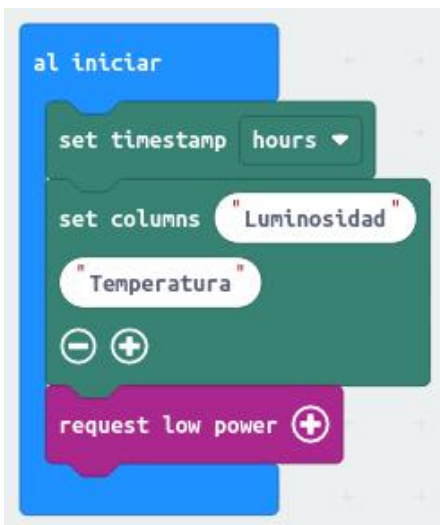 al iniciar
set timestamp hours
set columns "Luminosidad"
"Temperatura"
request low power